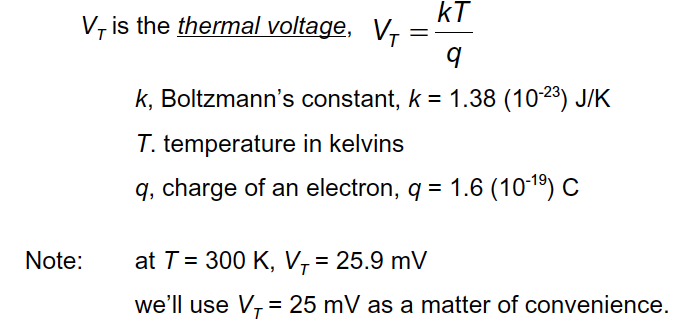 V_T is the thermal voltage, V_T = kT/q
k, Boltzmann's constant, k = 1.38 (10⁻²³) J/K
T. temperature in kelvins
q, charge of an electron, q = 1.6 (10⁻¹⁹) C
Note: at T = 300 K, V_T = 25.9 mV
we'll use V_T = 25 mV as a matter of convenience.